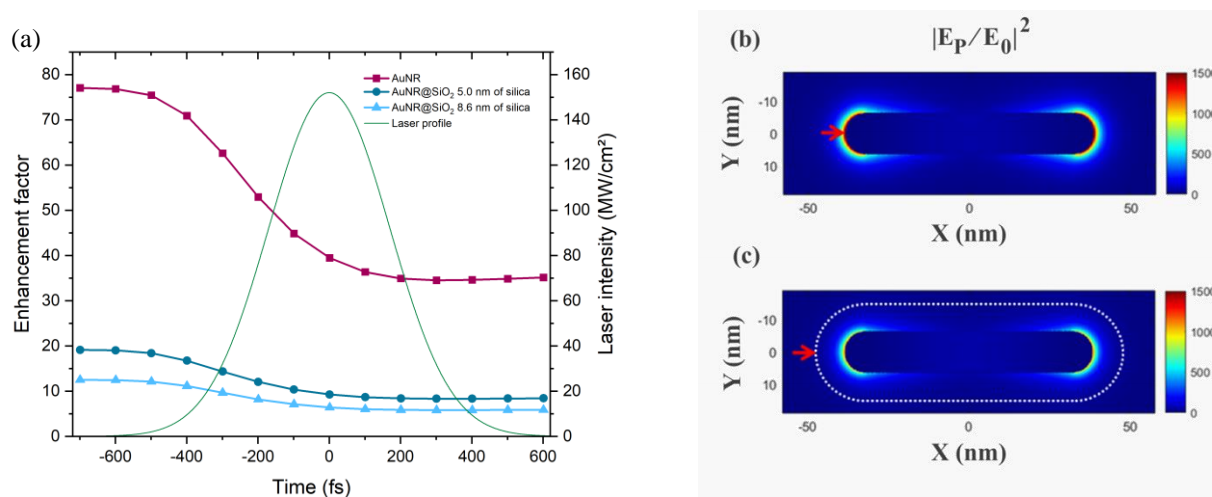 (a)
Enhancement factor
80
70
60
50
40
30
20
10
0
AuNR
AuNR@SiO₂ 5.0 nm of silica
AuNR@SiO₂ 8.6 nm of silica
Laser profile
160
140
120
100
80
60
40
20
0
Laser intensity (MW/cm²)
-600 -400 -200 0 200 400 600
Time (fs)
(b)
|E_P/E_0|²
Y (nm)
-10
0
10
-50 0 50
X (nm)
1500
1000
500
0
(c)
Y (nm)
-10
0
10
-50 0 50
X (nm)
1500
1000
500
0